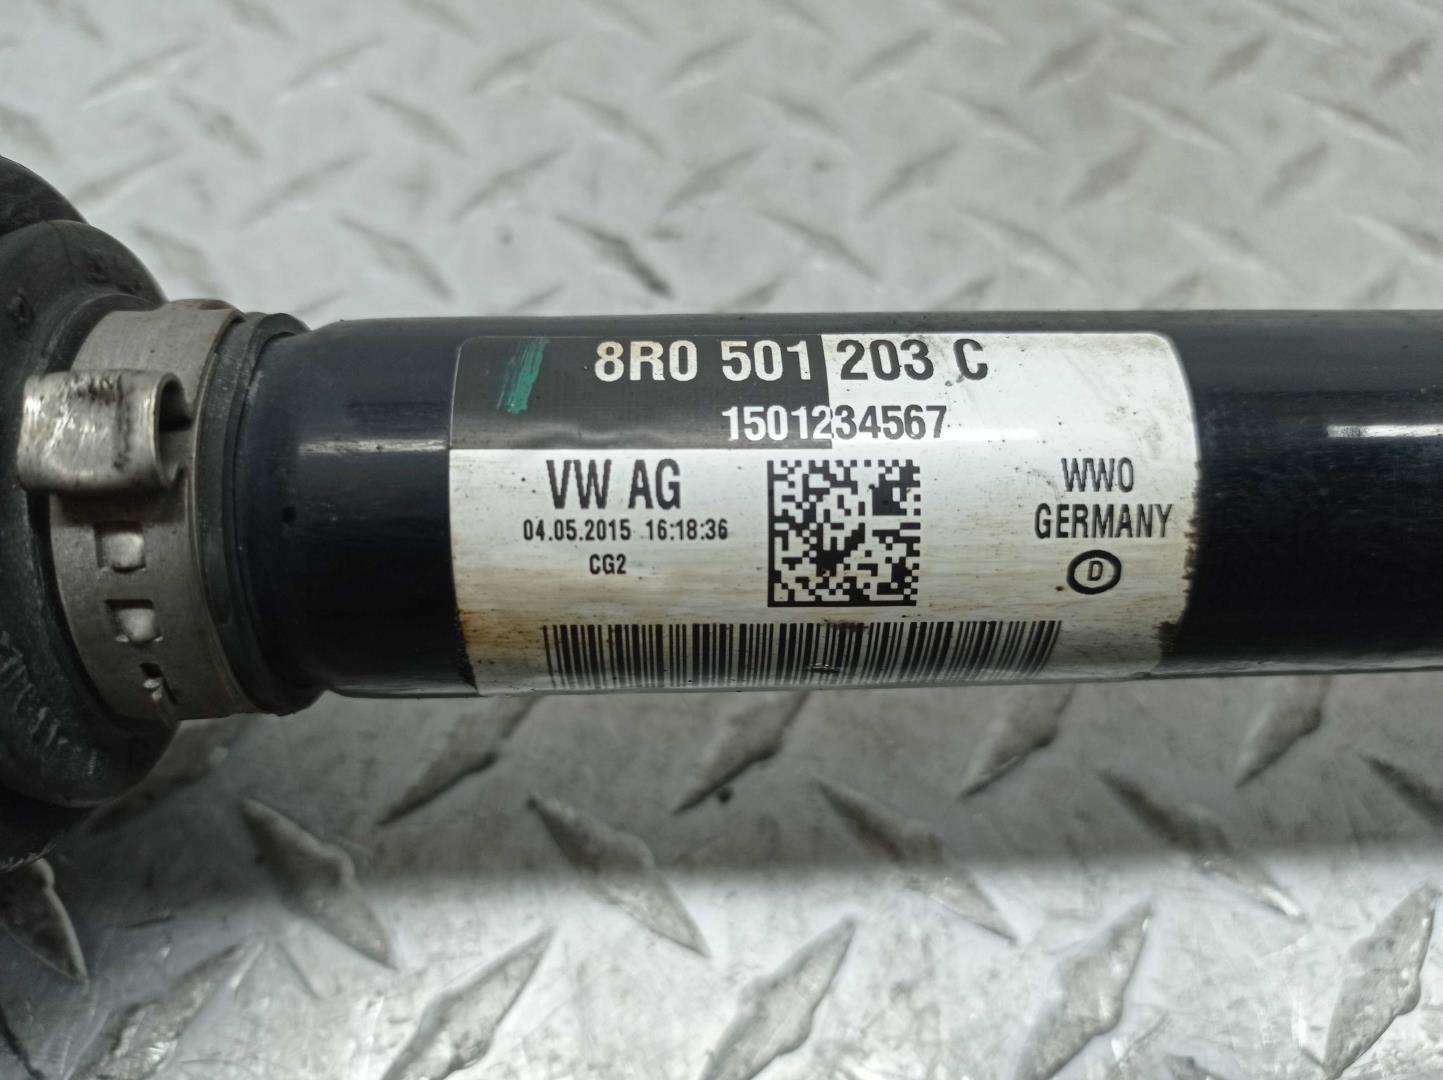 8R0 501 203 C
1501234567
VW AG
04.05.2015 16:18:36
CG2
WWO
GERMANY
D